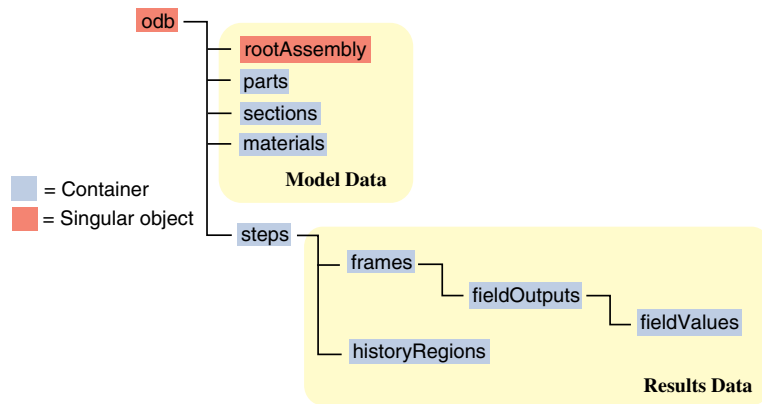 odb
rootAssembly
parts
sections
materials
Model Data
= Container
= Singular object
steps
frames
fieldOutputs
fieldValues
historyRegions
Results Data